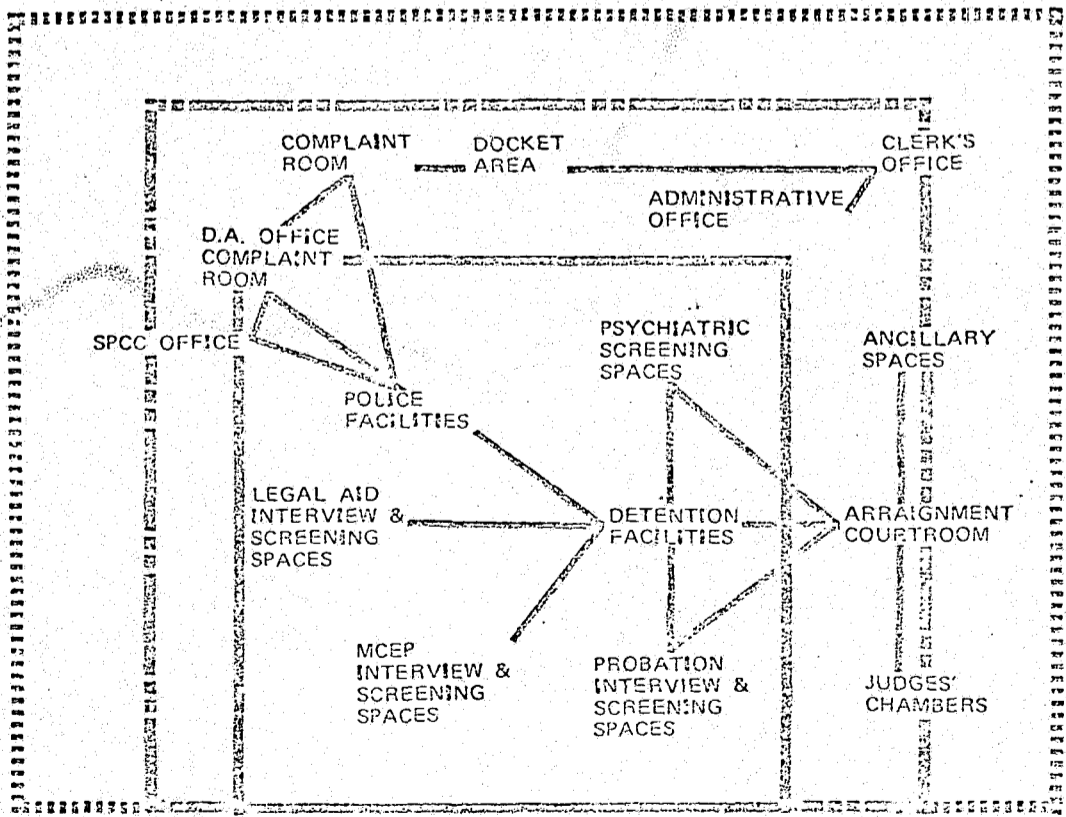 COMPLAINT
ROOM
DOCKET
AREA
CLERK'S
OFFICE
ADMINISTRATIVE
OFFICE
D.A. OFFICE
COMPLAINT
ROOM
SPCC OFFICE
PSYCHIATRIC
SCREENING
SPACES
ANCILLARY
SPACES
POLICE
FACILITIES
LEGAL AID
INTERVIEW &
SCREENING
SPACES
DETENTION
FACILITIES
ARRAIGNMENT
COURTROOM
MCEP
INTERVIEW &
SCREENING
SPACES
PROBATION
INTERVIEW &
SCREENING
SPACES
JUDGES'
CHAMBERS